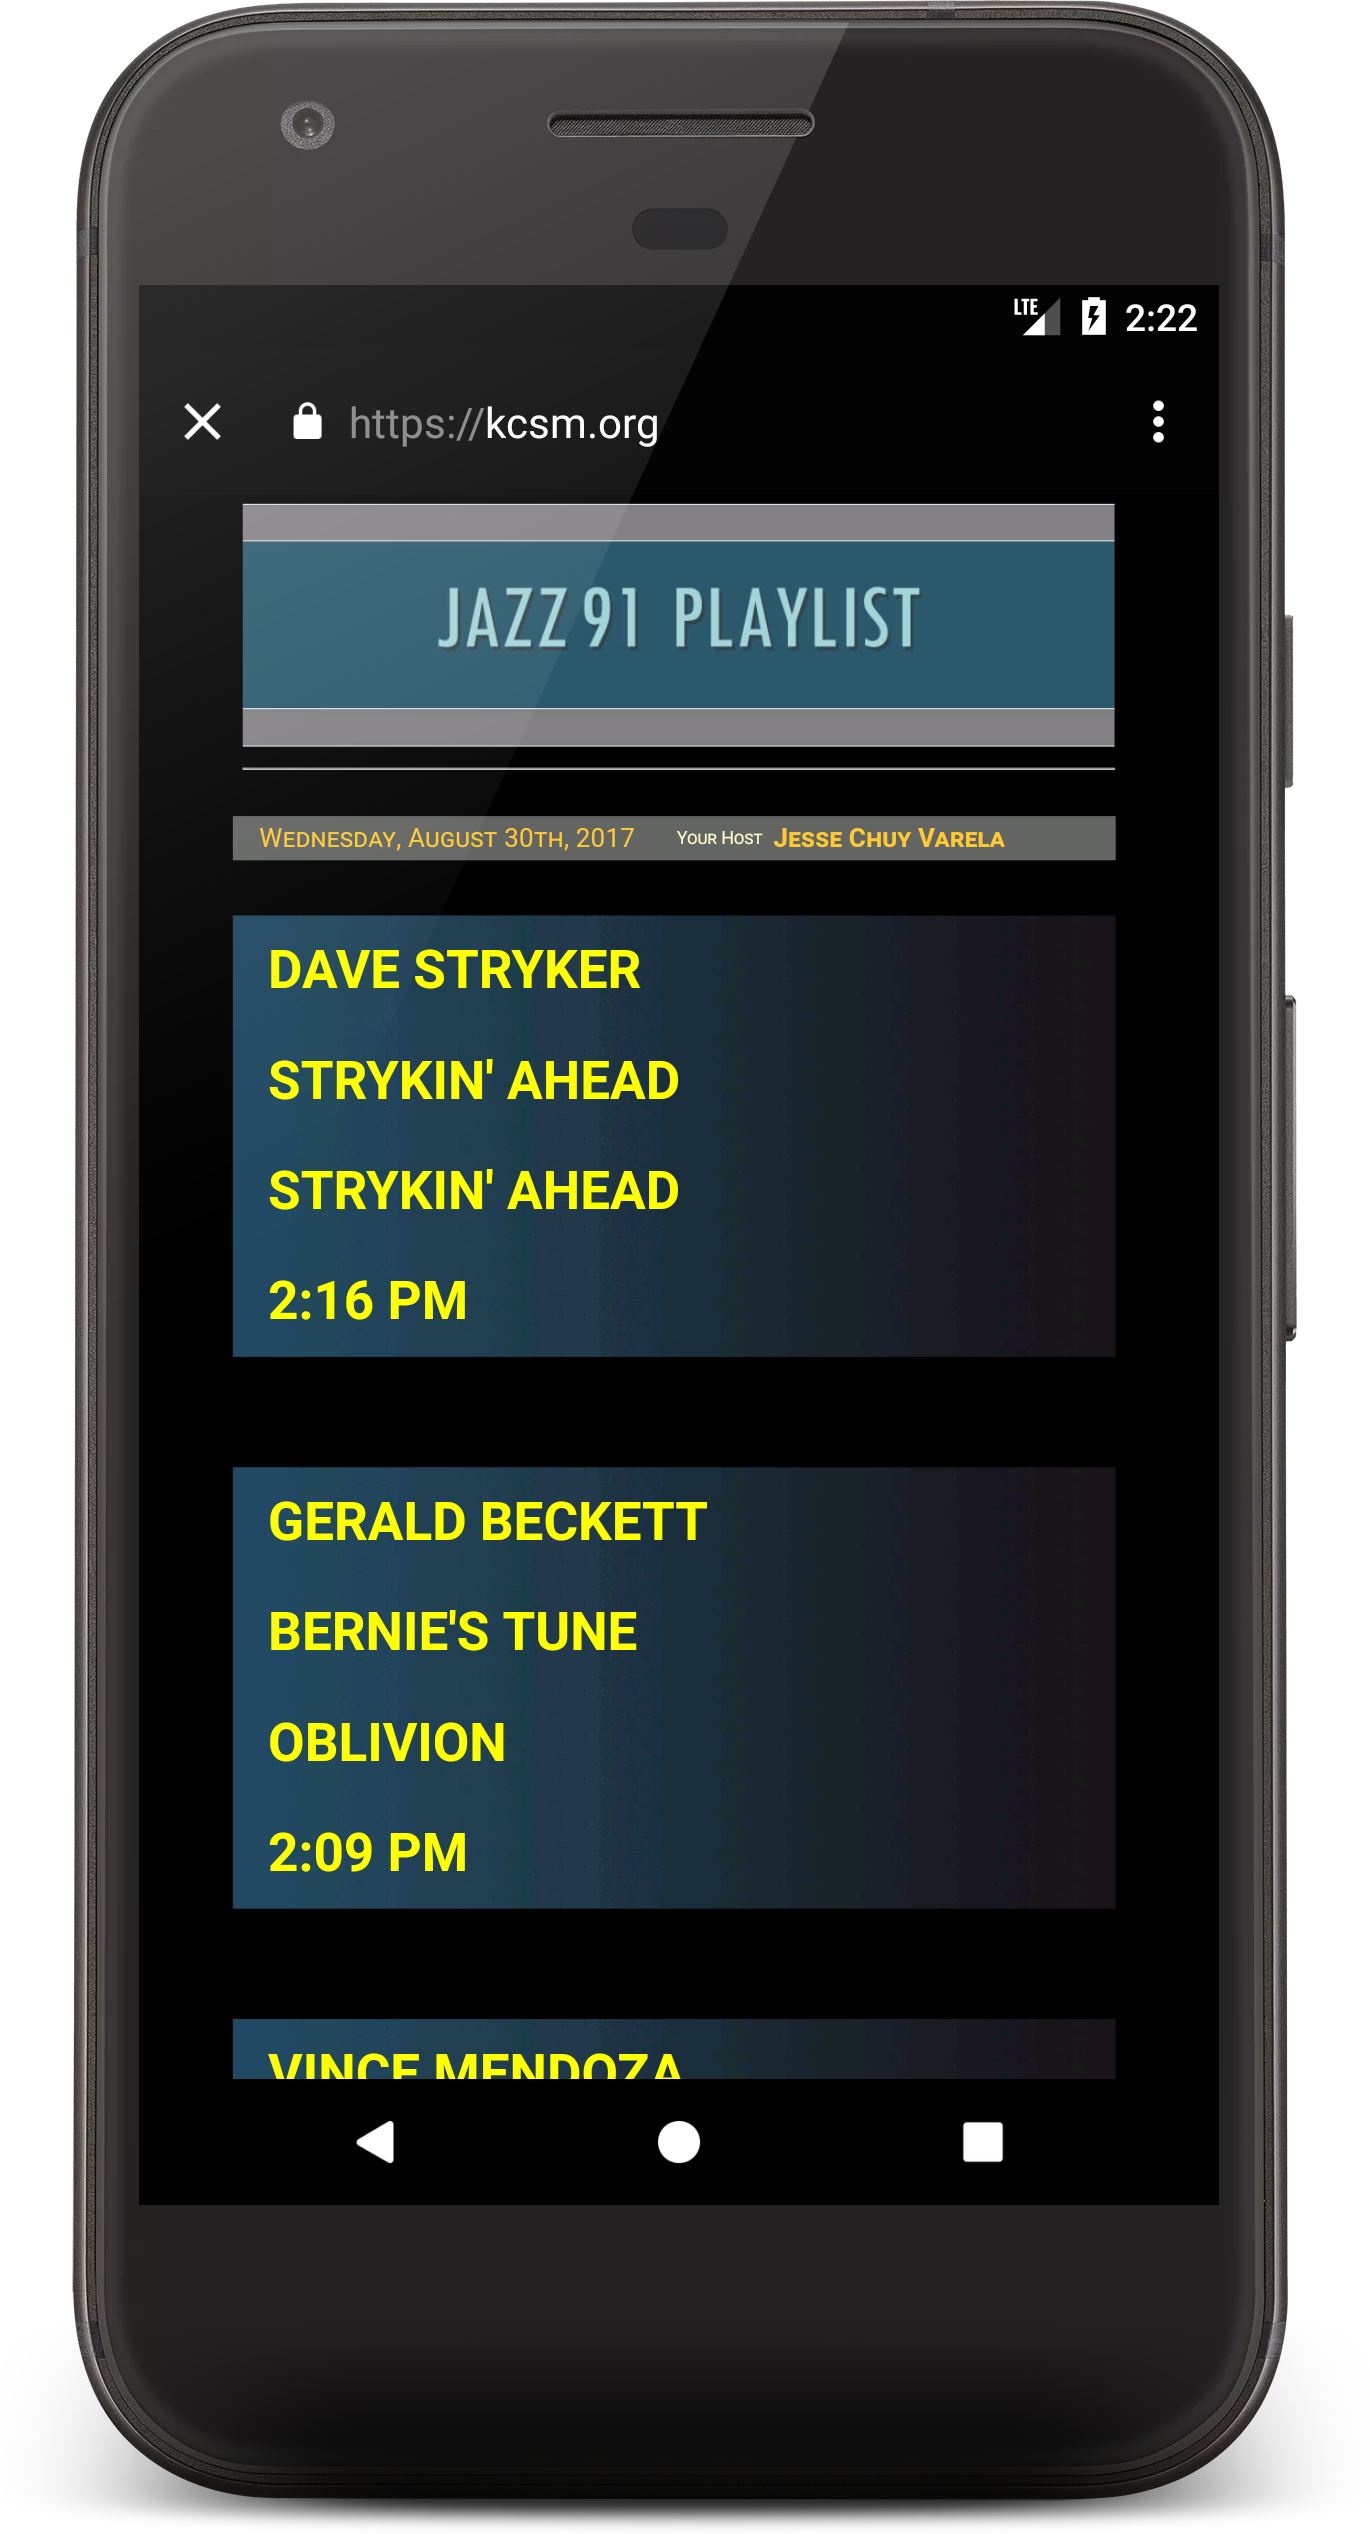 LTE 2:22
https://kcsm.org
JAZZ 91 PLAYLIST
Wednesday, August 30th, 2017 Your Host Jesse Chuy Varela
DAVE STRYKER
STRYKIN' AHEAD
STRYKIN' AHEAD
2:16 PM
GERALD BECKETT
BERNIE'S TUNE
OBLIVION
2:09 PM
VINCE MENDOZA